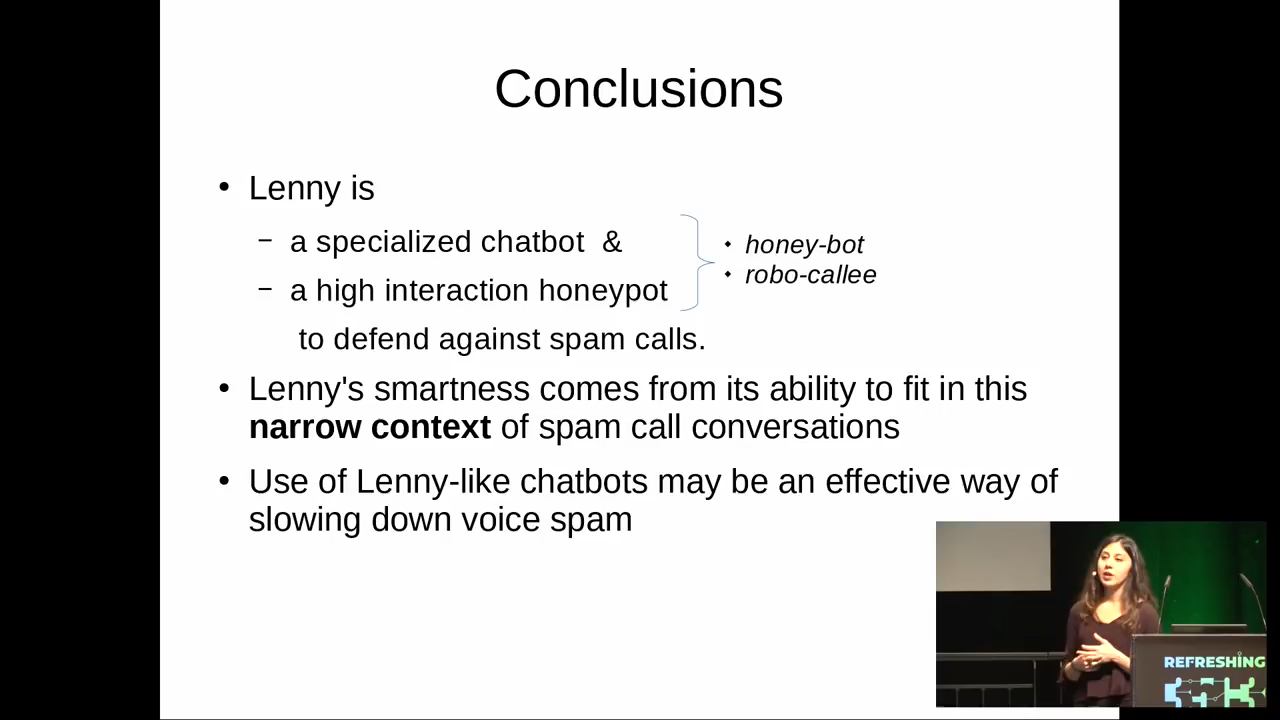 Conclusions
• Lenny is
– a specialized chatbot &
– a high interaction honeypot
• honey-bot
• robo-callee
to defend against spam calls.
• Lenny's smartness comes from its ability to fit in this
narrow context of spam call conversations
• Use of Lenny-like chatbots may be an effective way of
slowing down voice spam
REFRESHING